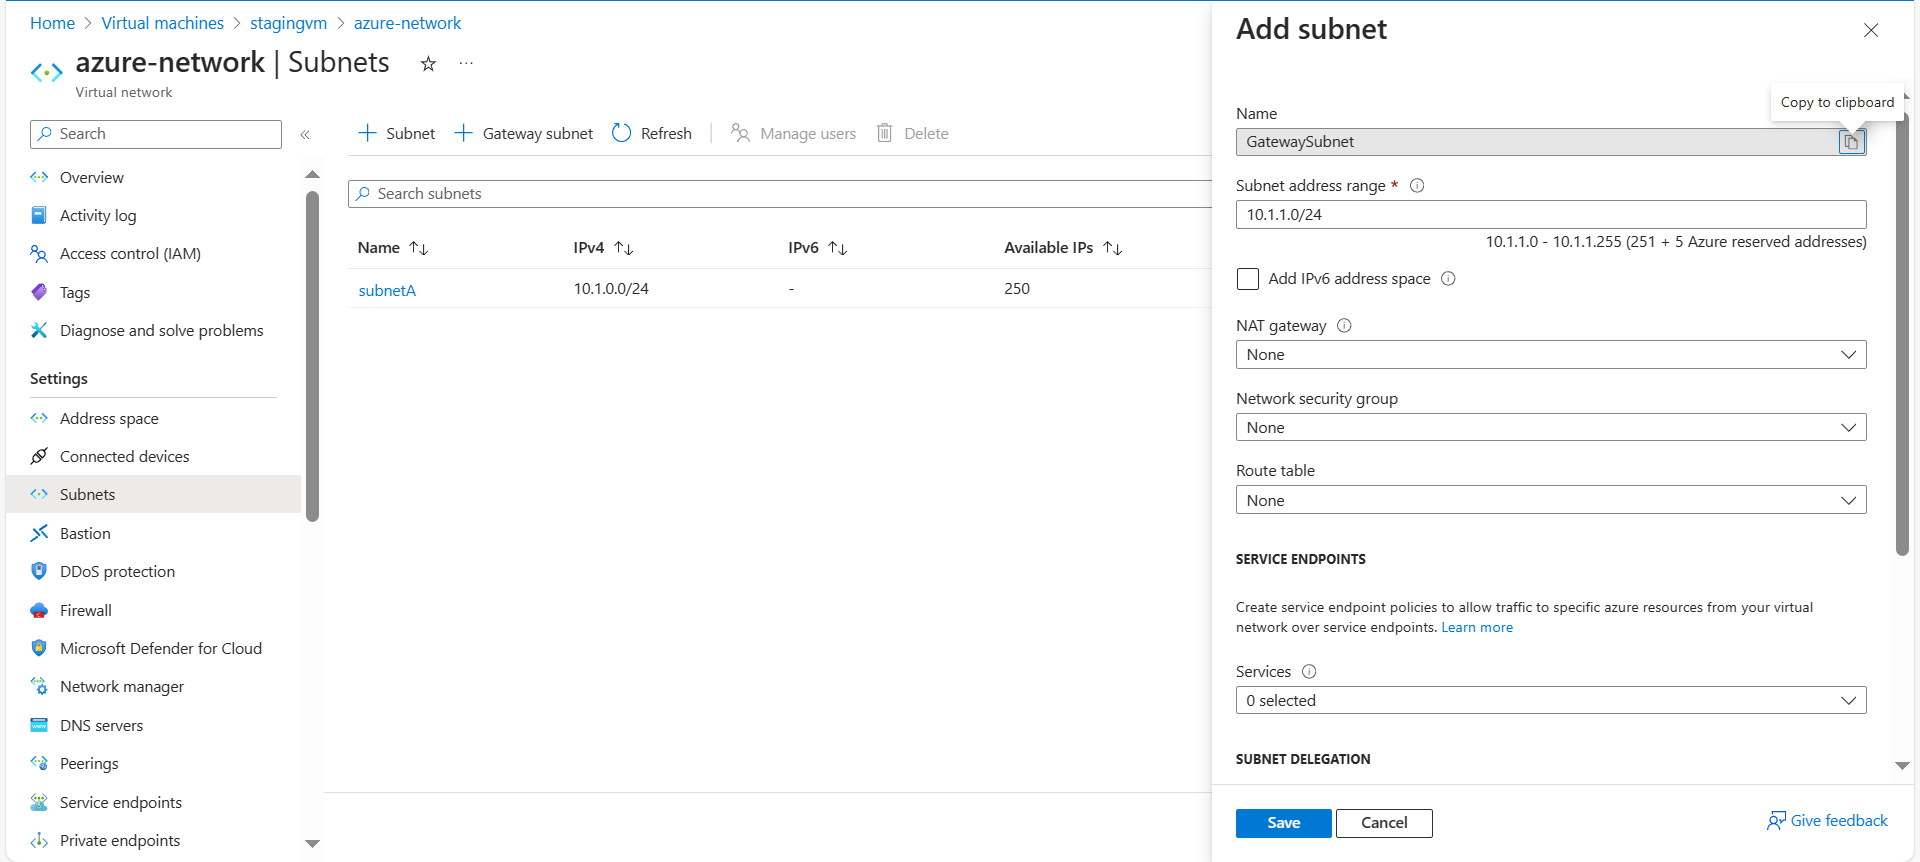 Home > Virtual machines > stagingvm > azure-network
azure-network | Subnets ...
Virtual network
Search
Overview
Activity log
Access control (IAM)
Tags
Diagnose and solve problems
Settings
Address space
Connected devices
Subnets
Bastion
DDoS protection
Firewall
Microsoft Defender for Cloud
Network manager
DNS servers
Peerings
Service endpoints
Private endpoints
Subnet Gateway subnet Refresh Manage users Delete
Search subnets
Name IPv4 IPv6 Available IPs
subnetA 10.1.0.0/24 - 250
Add subnet
Copy to clipboard
Name
GatewaySubnet
Subnet address range *
10.1.1.0/24
10.1.1.0 - 10.1.1.255 (251 + 5 Azure reserved addresses)
Add IPv6 address space
NAT gateway
None
Network security group
None
Route table
None
SERVICE ENDPOINTS
Create service endpoint policies to allow traffic to specific azure resources from your virtual
network over service endpoints. Learn more
Services
0 selected
SUBNET DELEGATION
Save Cancel Give feedback